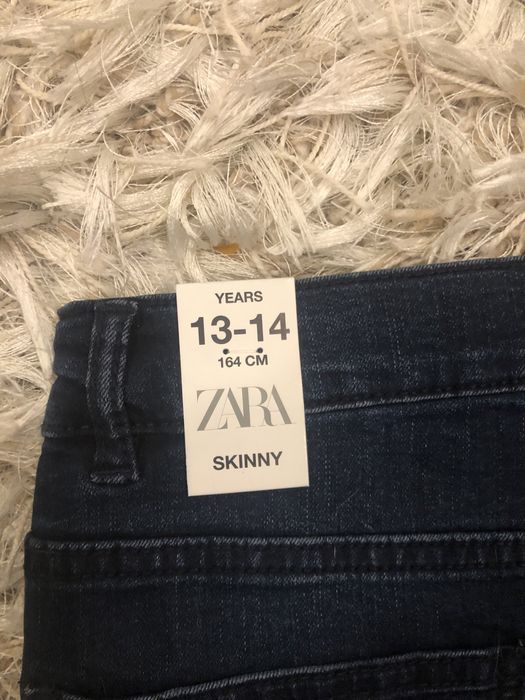 YEARS
13-14
164 CM
ZARA
SKINNY